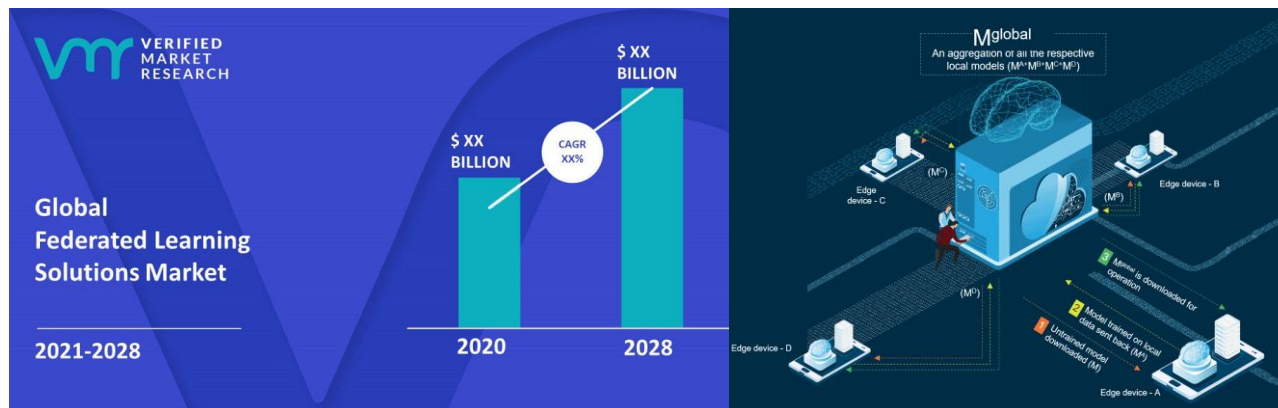 VMR
VERIFIED
MARKET
RESEARCH
Global
Federated Learning
Solutions Market
2021-2028
$ XX
BILLION
CAGR
XX%
$ XX
BILLION
2020
2028
Mglobal
An aggregation of all the respective
local models (Mᴬ⁺Mᴮ⁺Mᶜ⁺Mᴰ)
Edge
device - C
(Mᶜ)
Edge device - B
(Mᴮ)
(Mᴰ)
Edge device - D
3
Mglobal is downloaded for
operation
2
Model trained on local
data sent back (Mᴬ)
1
Untrained model
downloaded (M)
Edge device - A